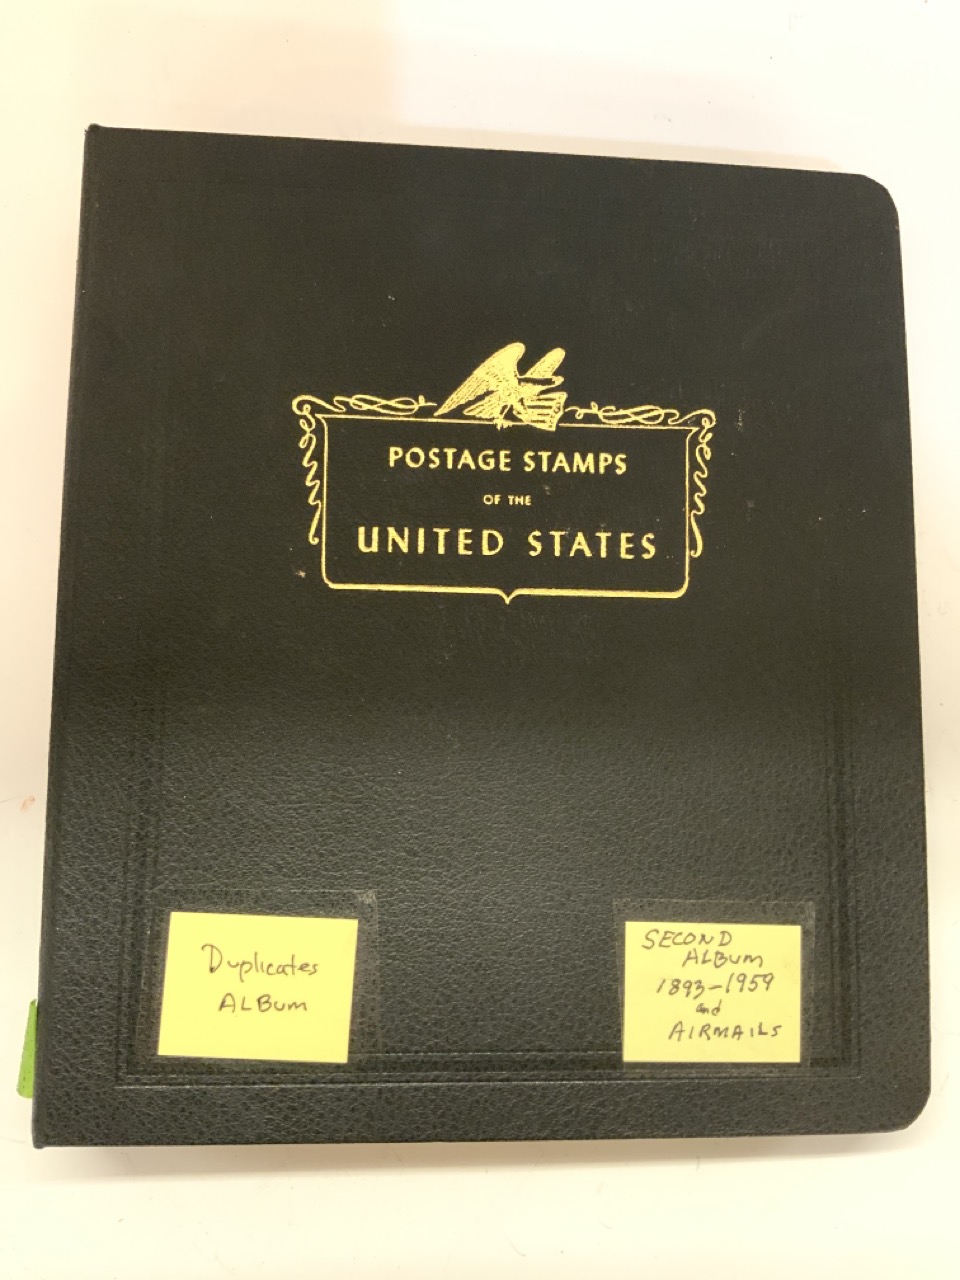 POSTAGE STAMPS
OF THE
UNITED STATES
Duplicates
ALBum
SECOND
ALBum
1893-1959
and
AIRMAILS